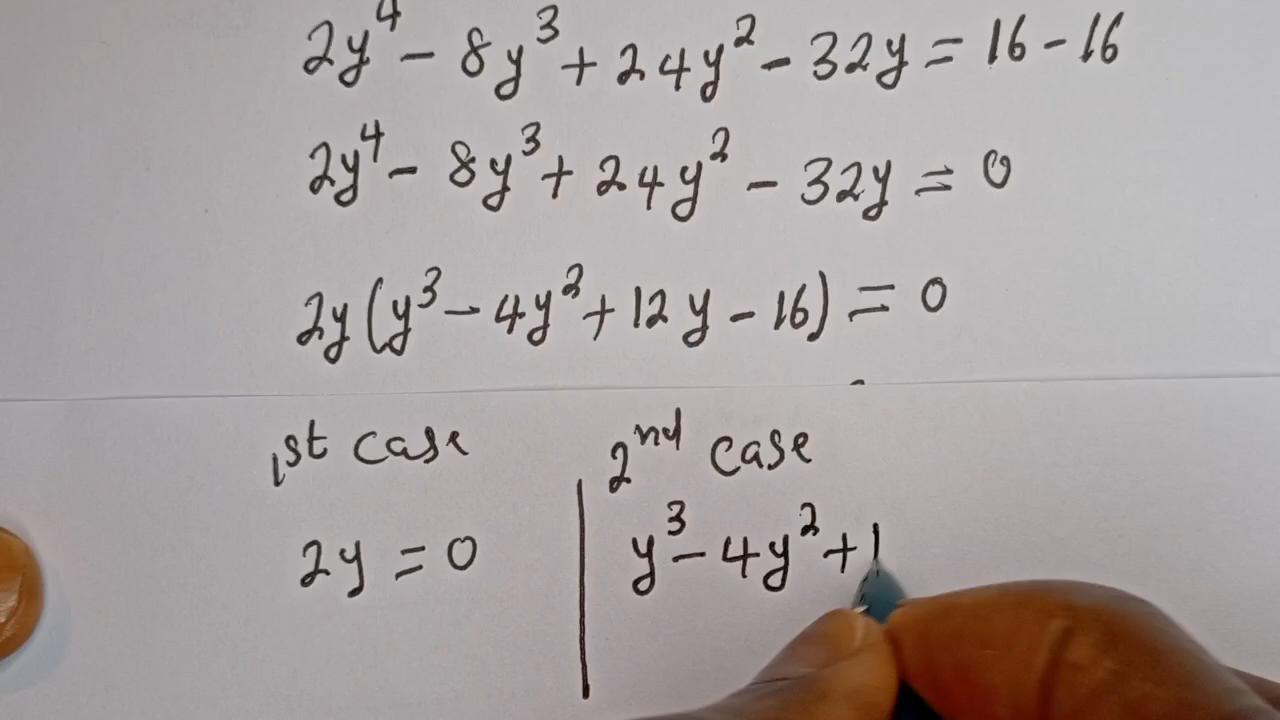 2y⁴ - 8y³ + 24y² - 32y = 16 - 16
2y⁴ - 8y³ + 24y² - 32y = 0
2y(y³ - 4y² + 12y - 16) = 0
1st case
2nd case
2y = 0
y³ - 4y² + 1